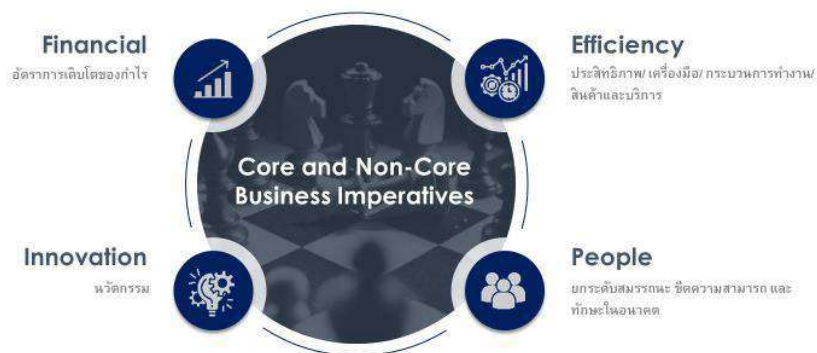 Financial
อัตราการเติบโตของกำไร
Efficiency
ประสิทธิภาพ/ เครื่องมือ/ กระบวนการทำงาน/
สินค้าและบริการ
Core and Non-Core
Business Imperatives
Innovation
นวัตกรรม
People
ยกระดับสมรรถนะ ขีดความสามารถ และ
ทักษะในอนาคต